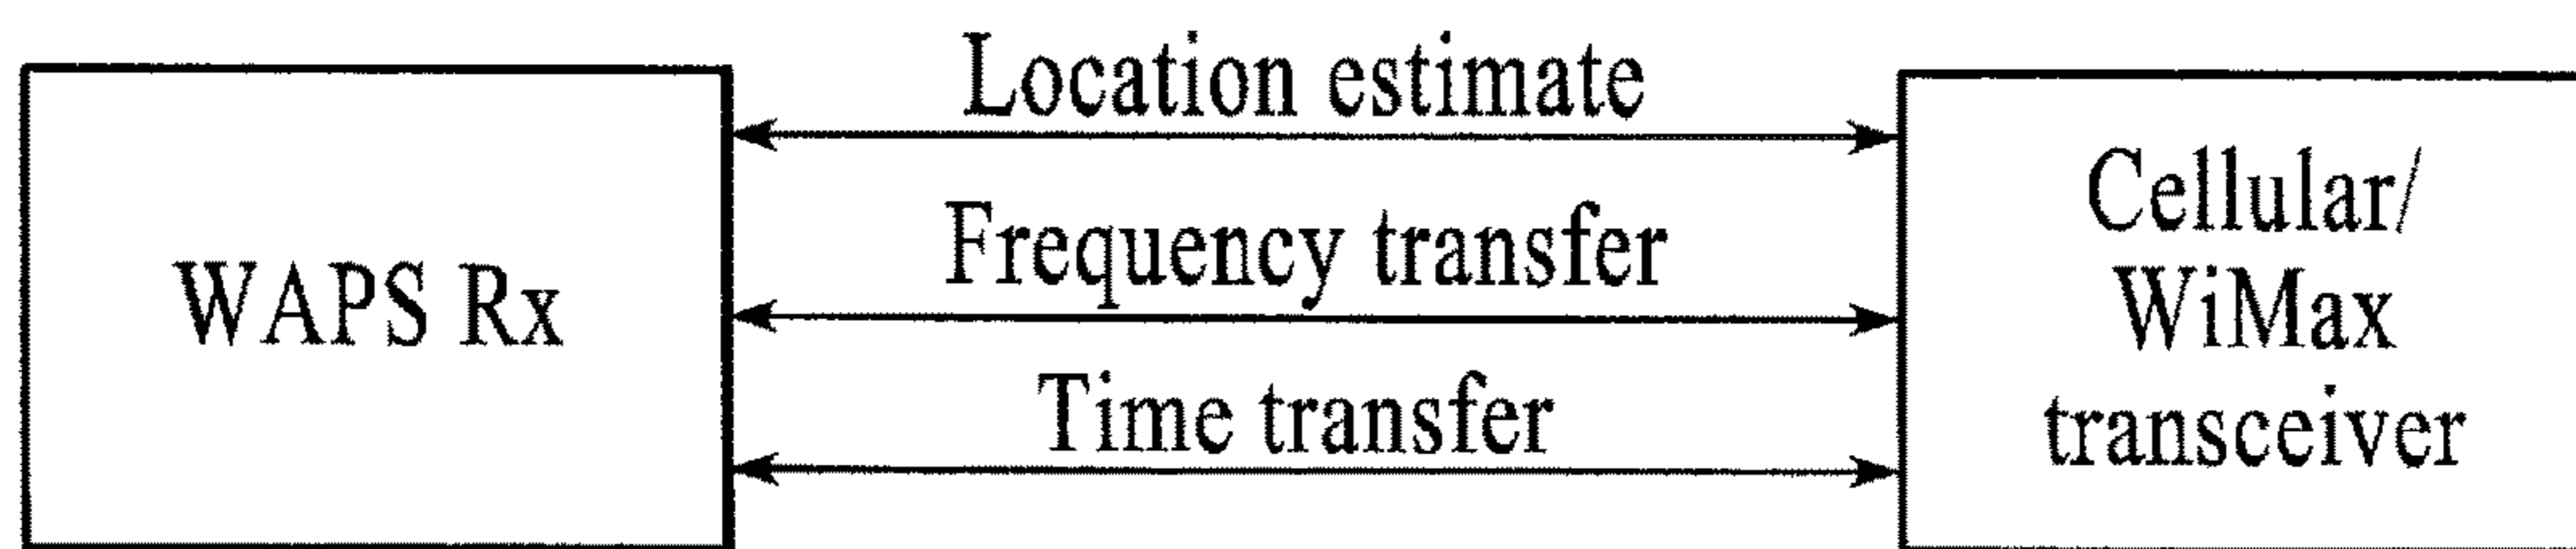 WAPS Rx
Location estimate
Frequency transfer
Time transfer
Cellular/
WiMax
transceiver